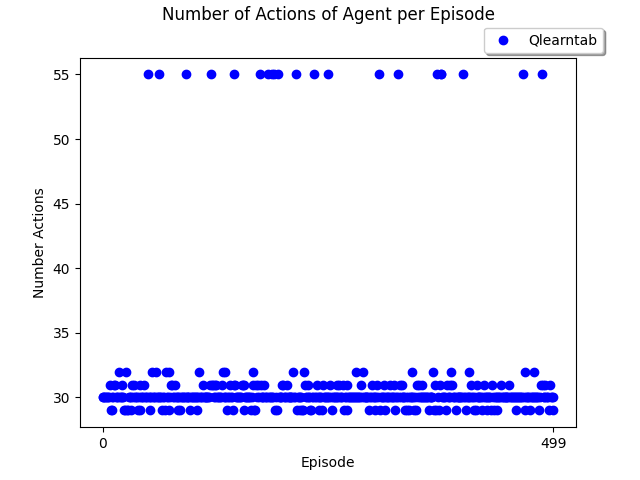 Number of Actions of Agent per Episode
Qlearntab
55
50
45
40
35
30
Number Actions
0
499
Episode